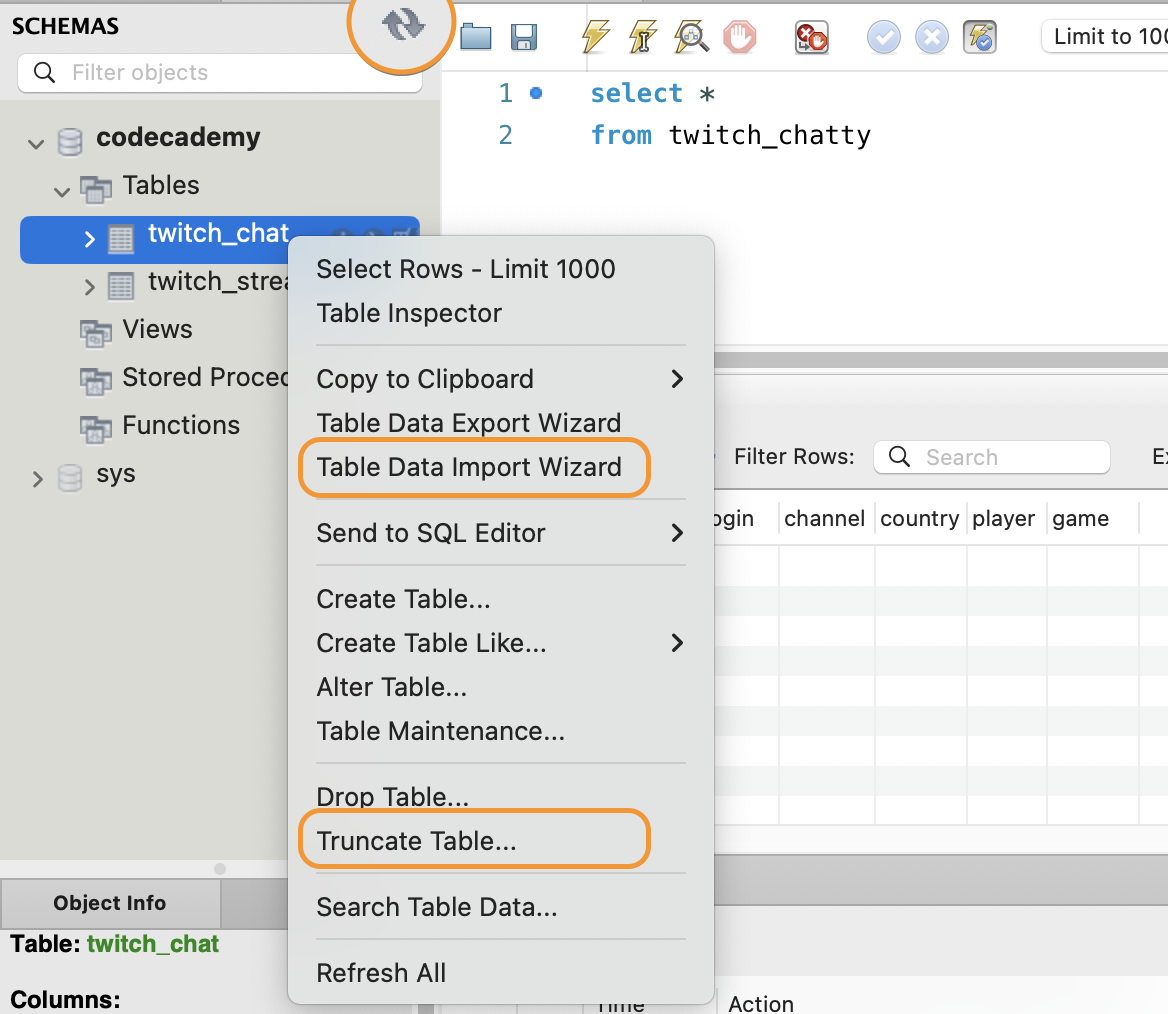 SCHEMAS
Filter objects
codecademy
Tables
twitch_chat
twitch_strea
Views
Stored Proced
Functions
sys
Limit to 100
1 select *
2 from twitch_chatty
Select Rows - Limit 1000
Table Inspector
Copy to Clipboard
Table Data Export Wizard
Table Data Import Wizard
Send to SQL Editor
Create Table...
Create Table Like...
Alter Table...
Table Maintenance...
Drop Table...
Truncate Table...
Search Table Data...
Refresh All
Filter Rows:
Search
ogin channel country player game
Object Info
Table: twitch_chat
Columns:
Time Action